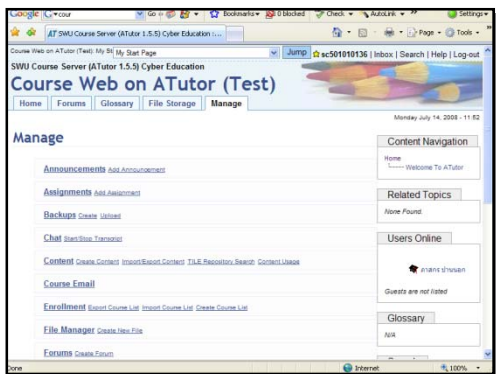 Google G▾cour Go Bookmarks▾ 0 blocked Check ▾ AutoLink ▾ Settings▾
AT SWU Course Server (ATutor 1.5.5) Cyber Education :...
Page ▾ Tools ▾
Course Web on ATutor (Test): My St My Start Page Jump sc501010136 | Inbox | Search | Help | Log-out
SWU Course Server (ATutor 1.5.5) Cyber Education
Course Web on ATutor (Test)
Home Forums Glossary File Storage Manage
Monday July 14, 2008 - 11:52
Manage
Content Navigation
Home
Welcome To ATutor
Announcements Add Announcement
Assignments Add Assignment
Related Topics
None Found.
Backups Create Upload
Chat Start/Stop Transcript
Users Online
Content Create Content Import/Export Content TILE Repository Search Content Usage
Course Email
Guests are not listed
Enrollment Export Course List Import Course List Create Course List
Glossary
File Manager Create New File
N/A
Forums Create Forum
Done Internet 100%